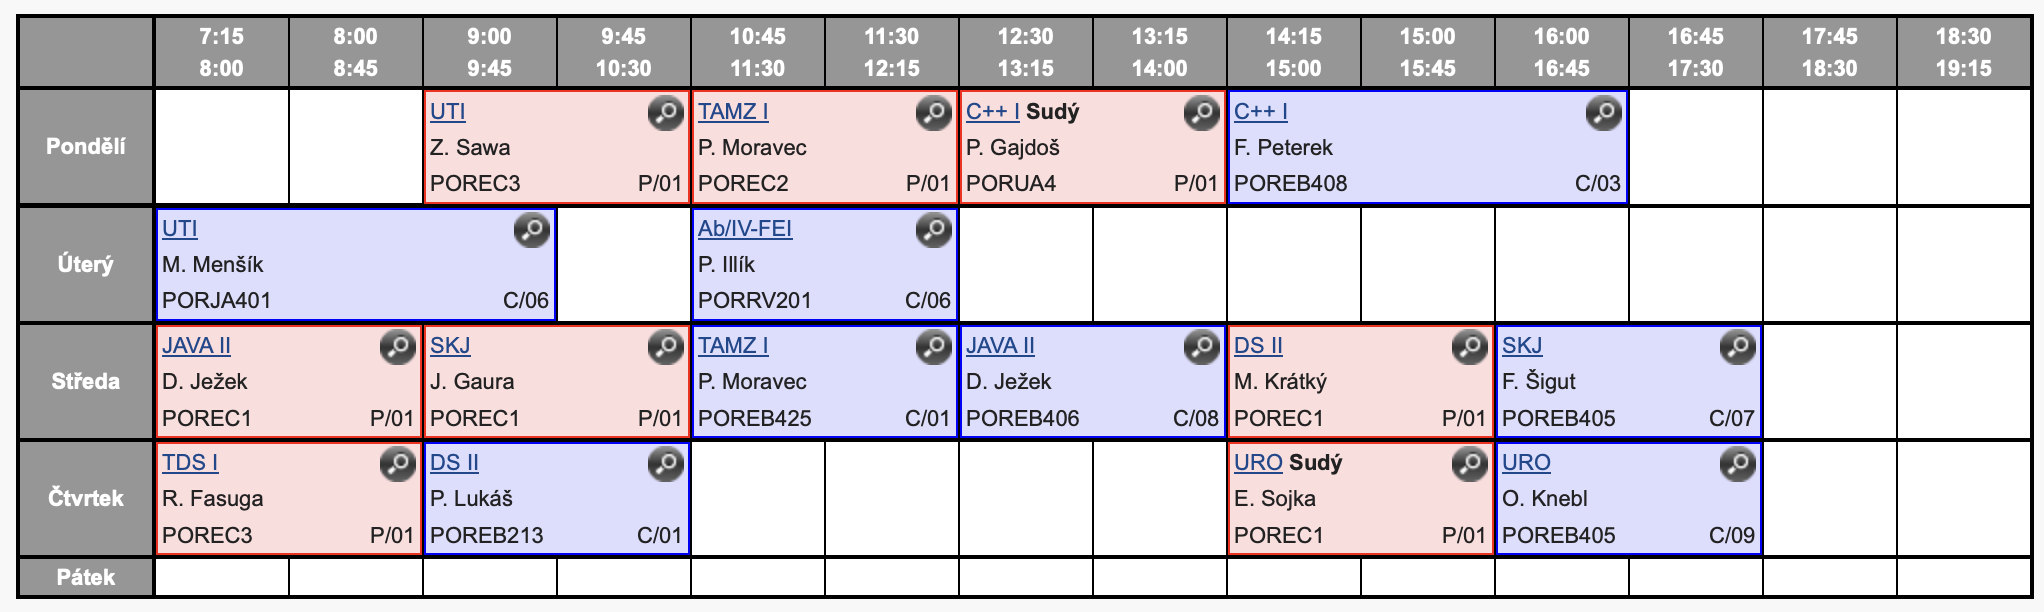 7:15 8:00 9:00 9:45 10:45 11:30 12:30 13:15 14:15 15:00 16:00 16:45 17:45 18:30
8:00 8:45 9:45 10:30 11:30 12:15 13:15 14:00 15:00 15:45 16:45 17:30 18:30 19:15
Pondělí
UTI
Z. Sawa
POREC3 P/01
TAMZ I
P. Moravec
POREC2 P/01
C++ I Sudý
P. Gajdoš
PORUA4 P/01
C++ I
F. Peterek
POREB408 C/03
Úterý
UTI
M. Menšík
PORJA401 C/06
Ab/IV-FEI
P. Illík
PORRV201 C/06
Středa
JAVA II
D. Ježek
POREC1 P/01
SKJ
J. Gaura
POREC1 P/01
TAMZ I
P. Moravec
POREB425 C/01
JAVA II
D. Ježek
POREB406 C/08
DS II
M. Krátký
POREC1 P/01
SKJ
F. Šigut
POREB405 C/07
Čtvrtek
TDS I
R. Fasuga
POREC3 P/01
DS II
P. Lukáš
POREB213 C/01
URO Sudý
E. Sojka
POREC1 P/01
URO
O. Knebl
POREB405 C/09
Pátek